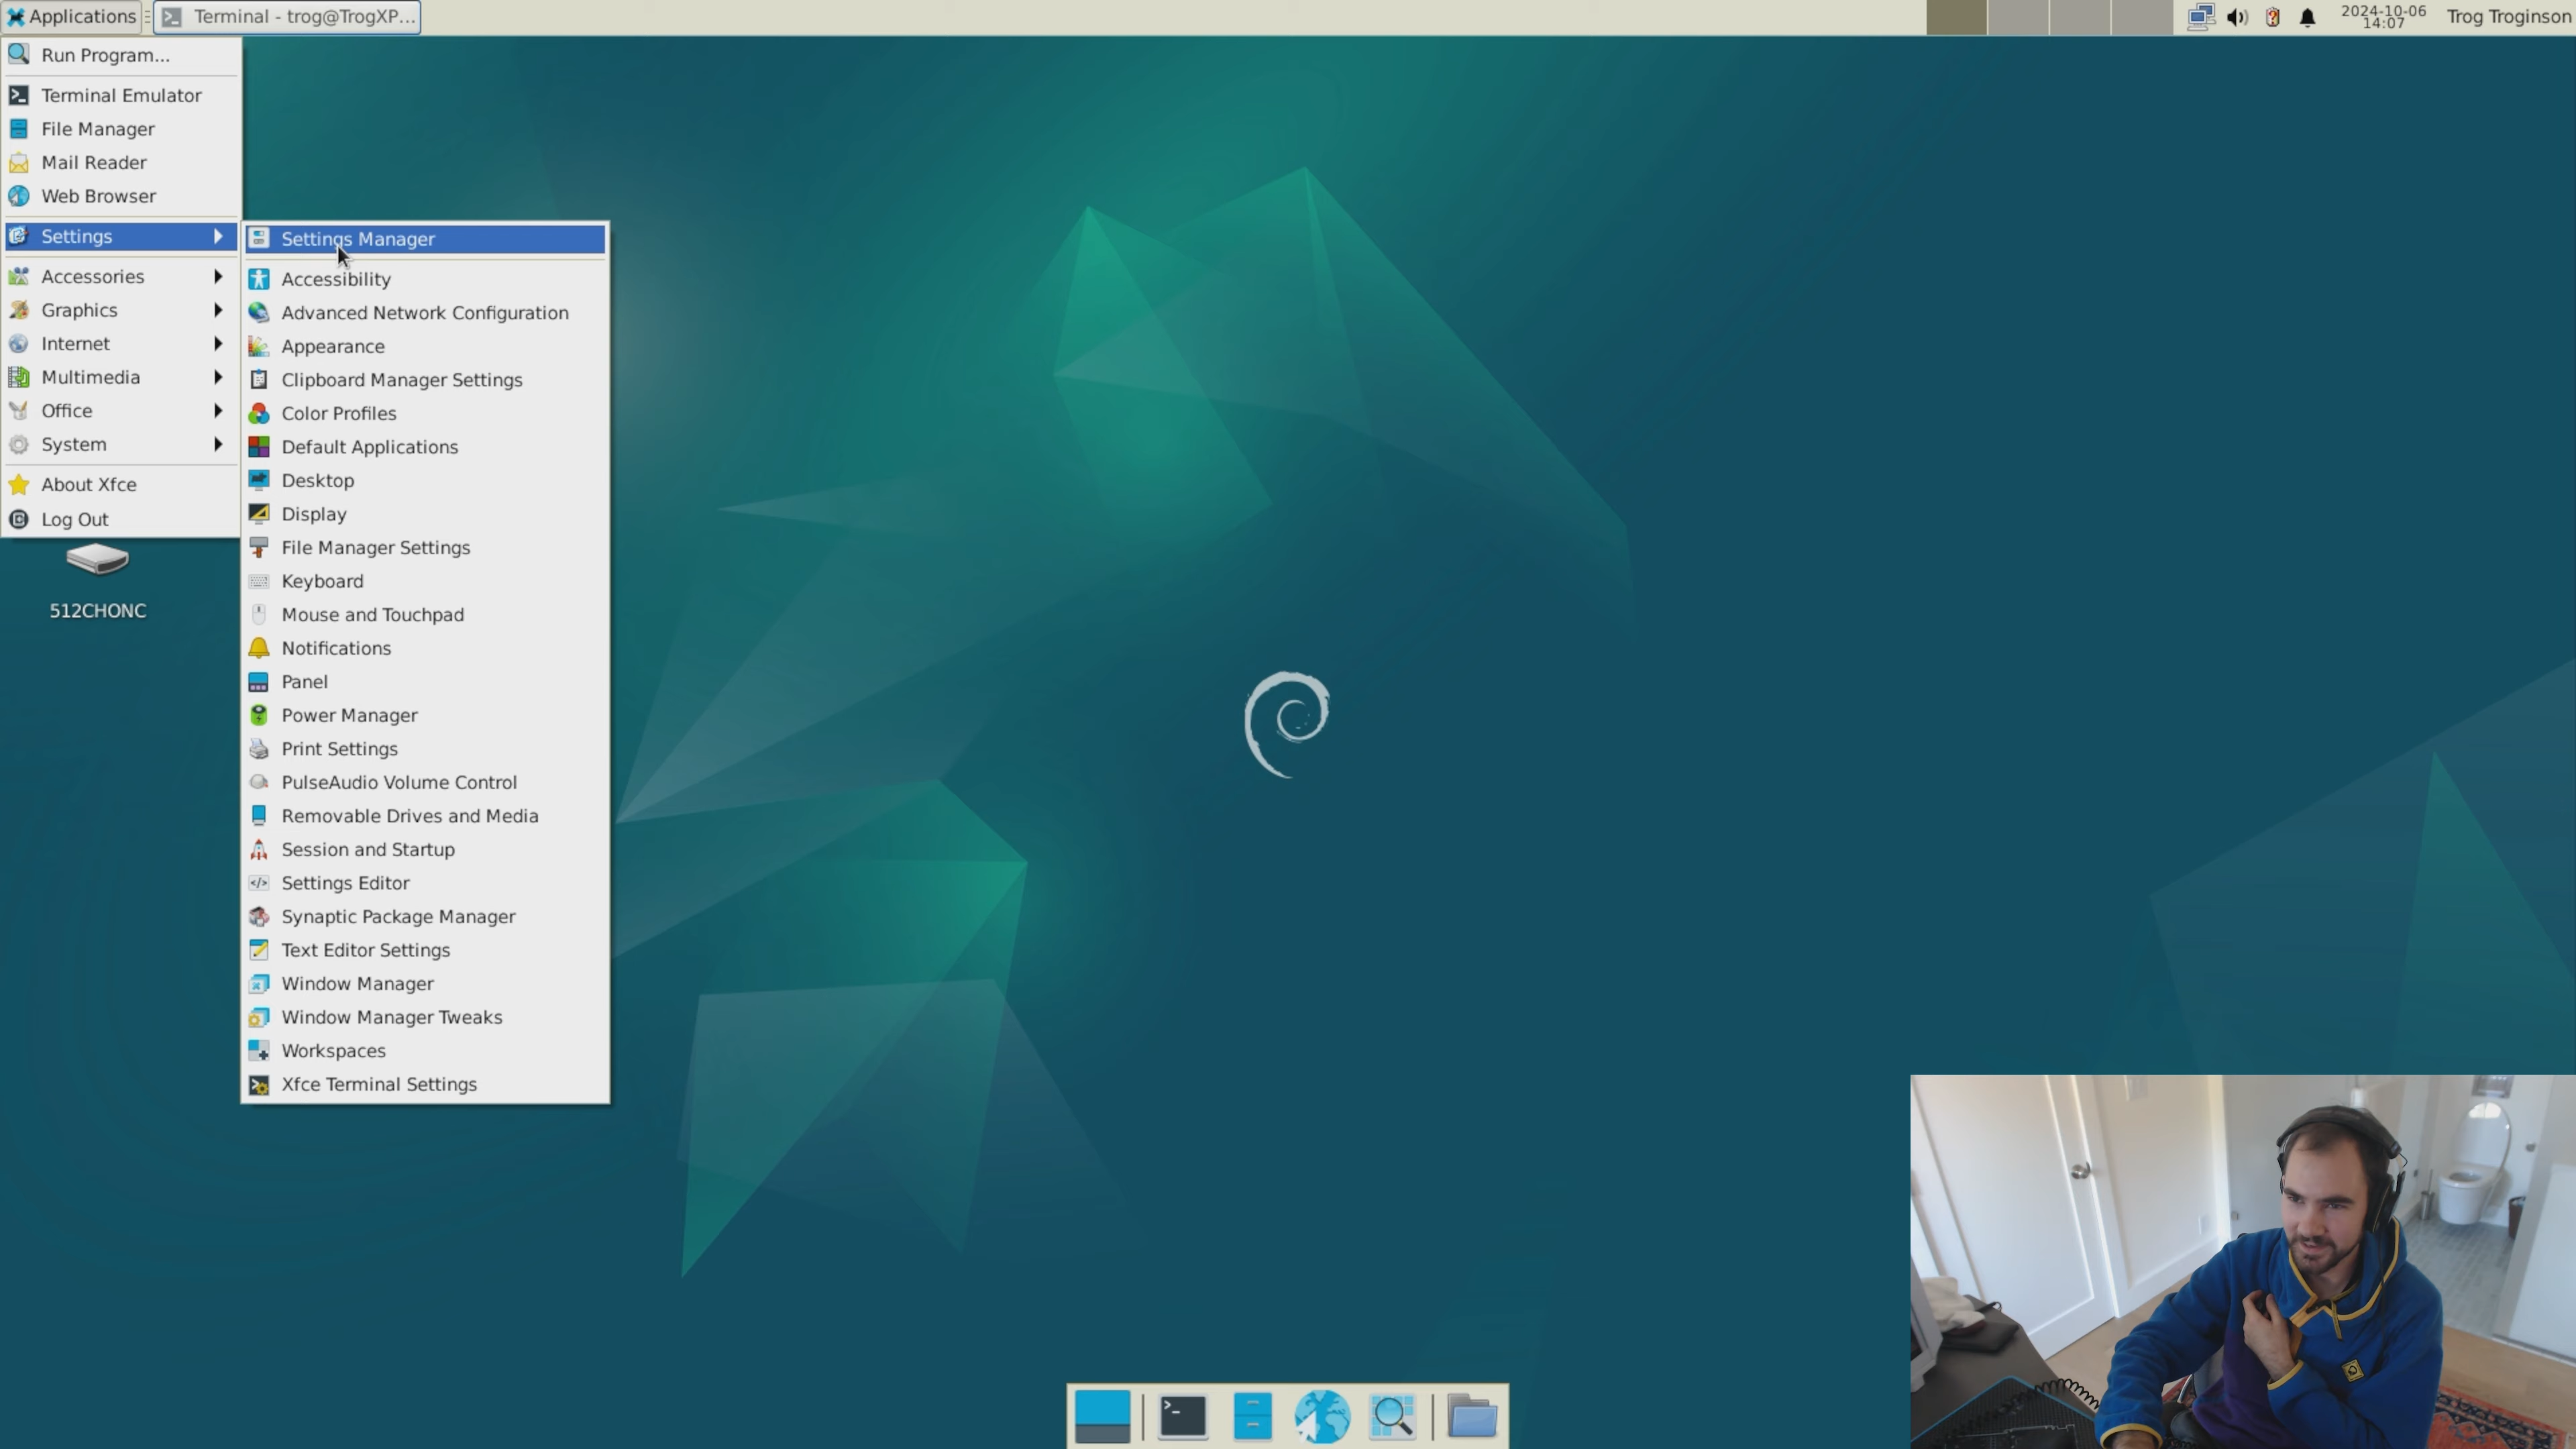 Applications
Terminal - trog@TrogXP...
2024-10-06
14:07
Trog Troginson
Run Program...
Terminal Emulator
File Manager
Mail Reader
Web Browser
Settings
Accessories
Graphics
Internet
Multimedia
Office
System
About Xfce
Log Out
Settings Manager
Accessibility
Advanced Network Configuration
Appearance
Clipboard Manager Settings
Color Profiles
Default Applications
Desktop
Display
File Manager Settings
Keyboard
Mouse and Touchpad
Notifications
Panel
Power Manager
Print Settings
PulseAudio Volume Control
Removable Drives and Media
Session and Startup
Settings Editor
Synaptic Package Manager
Text Editor Settings
Window Manager
Window Manager Tweaks
Workspaces
Xfce Terminal Settings
512CHONC